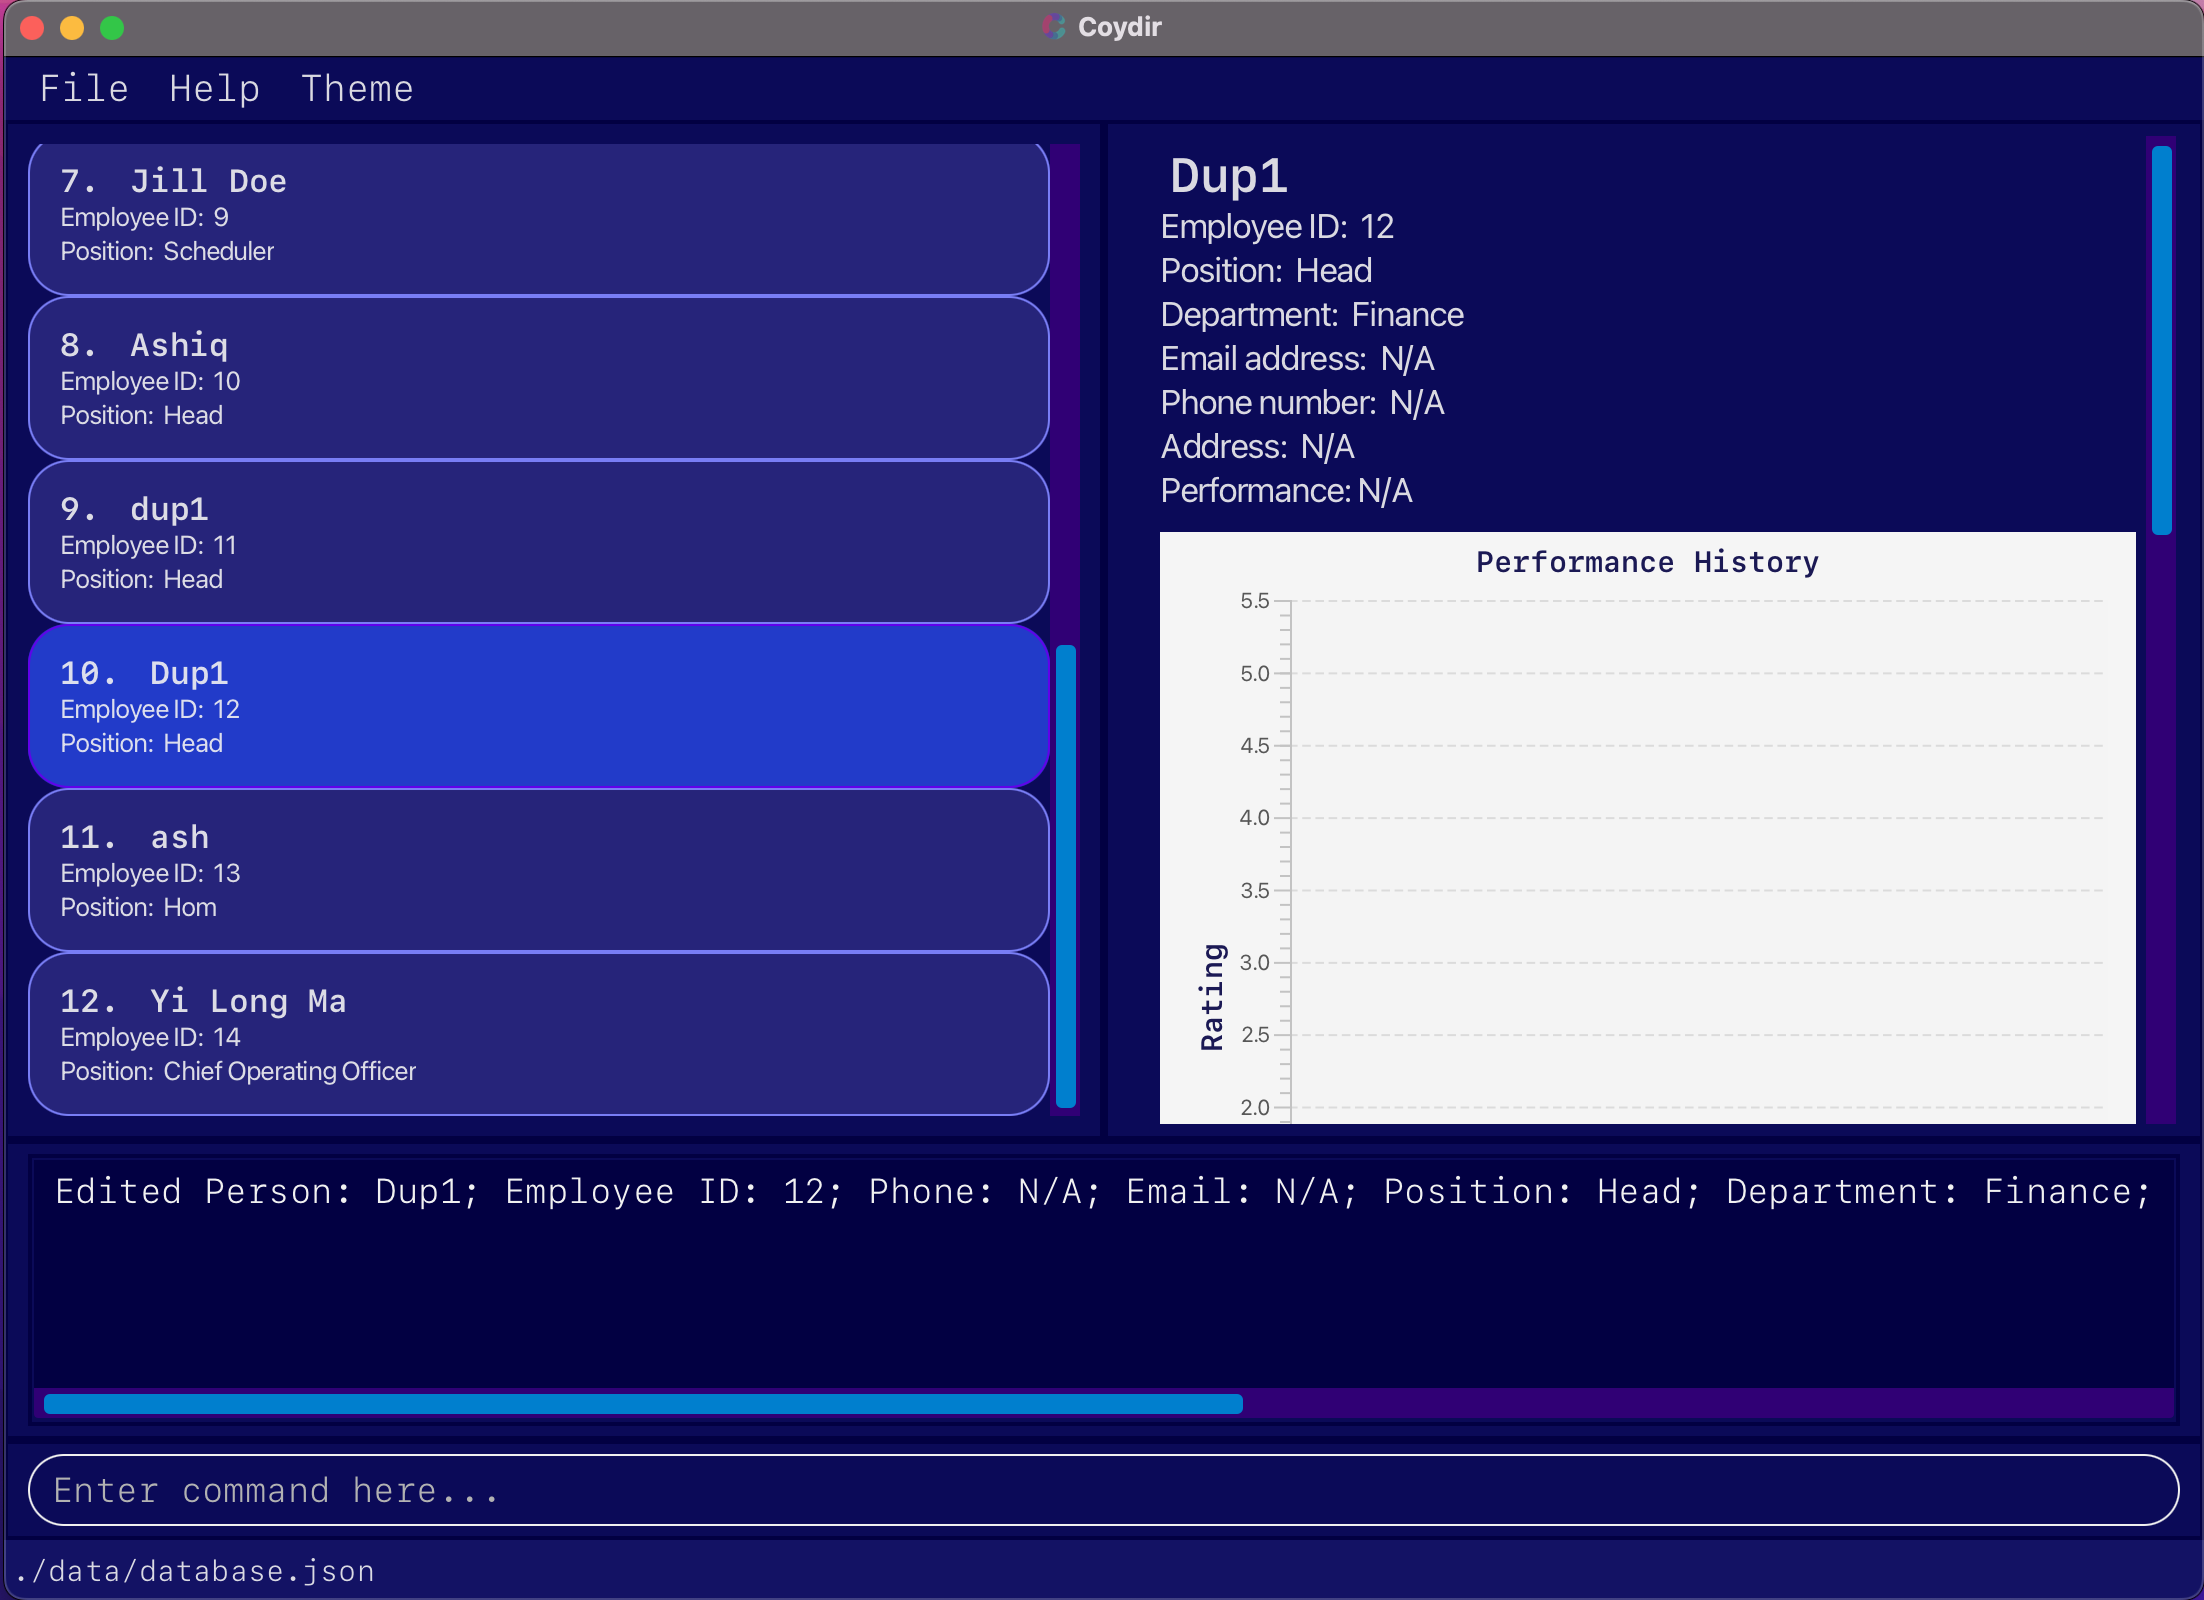 Coydir
File Help Theme
7. Jill Doe
Employee ID: 9
Position: Scheduler
8. Ashiq
Employee ID: 10
Position: Head
9. dup1
Employee ID: 11
Position: Head
10. Dup1
Employee ID: 12
Position: Head
11. ash
Employee ID: 13
Position: Hom
12. Yi Long Ma
Employee ID: 14
Position: Chief Operating Officer
Dup1
Employee ID: 12
Position: Head
Department: Finance
Email address: N/A
Phone number: N/A
Address: N/A
Performance: N/A
Performance History
5.5
5.0
4.5
4.0
3.5
3.0
2.5
2.0
Rating
Edited Person: Dup1; Employee ID: 12; Phone: N/A; Email: N/A; Position: Head; Department: Finance;
Enter command here...
./data/database.json